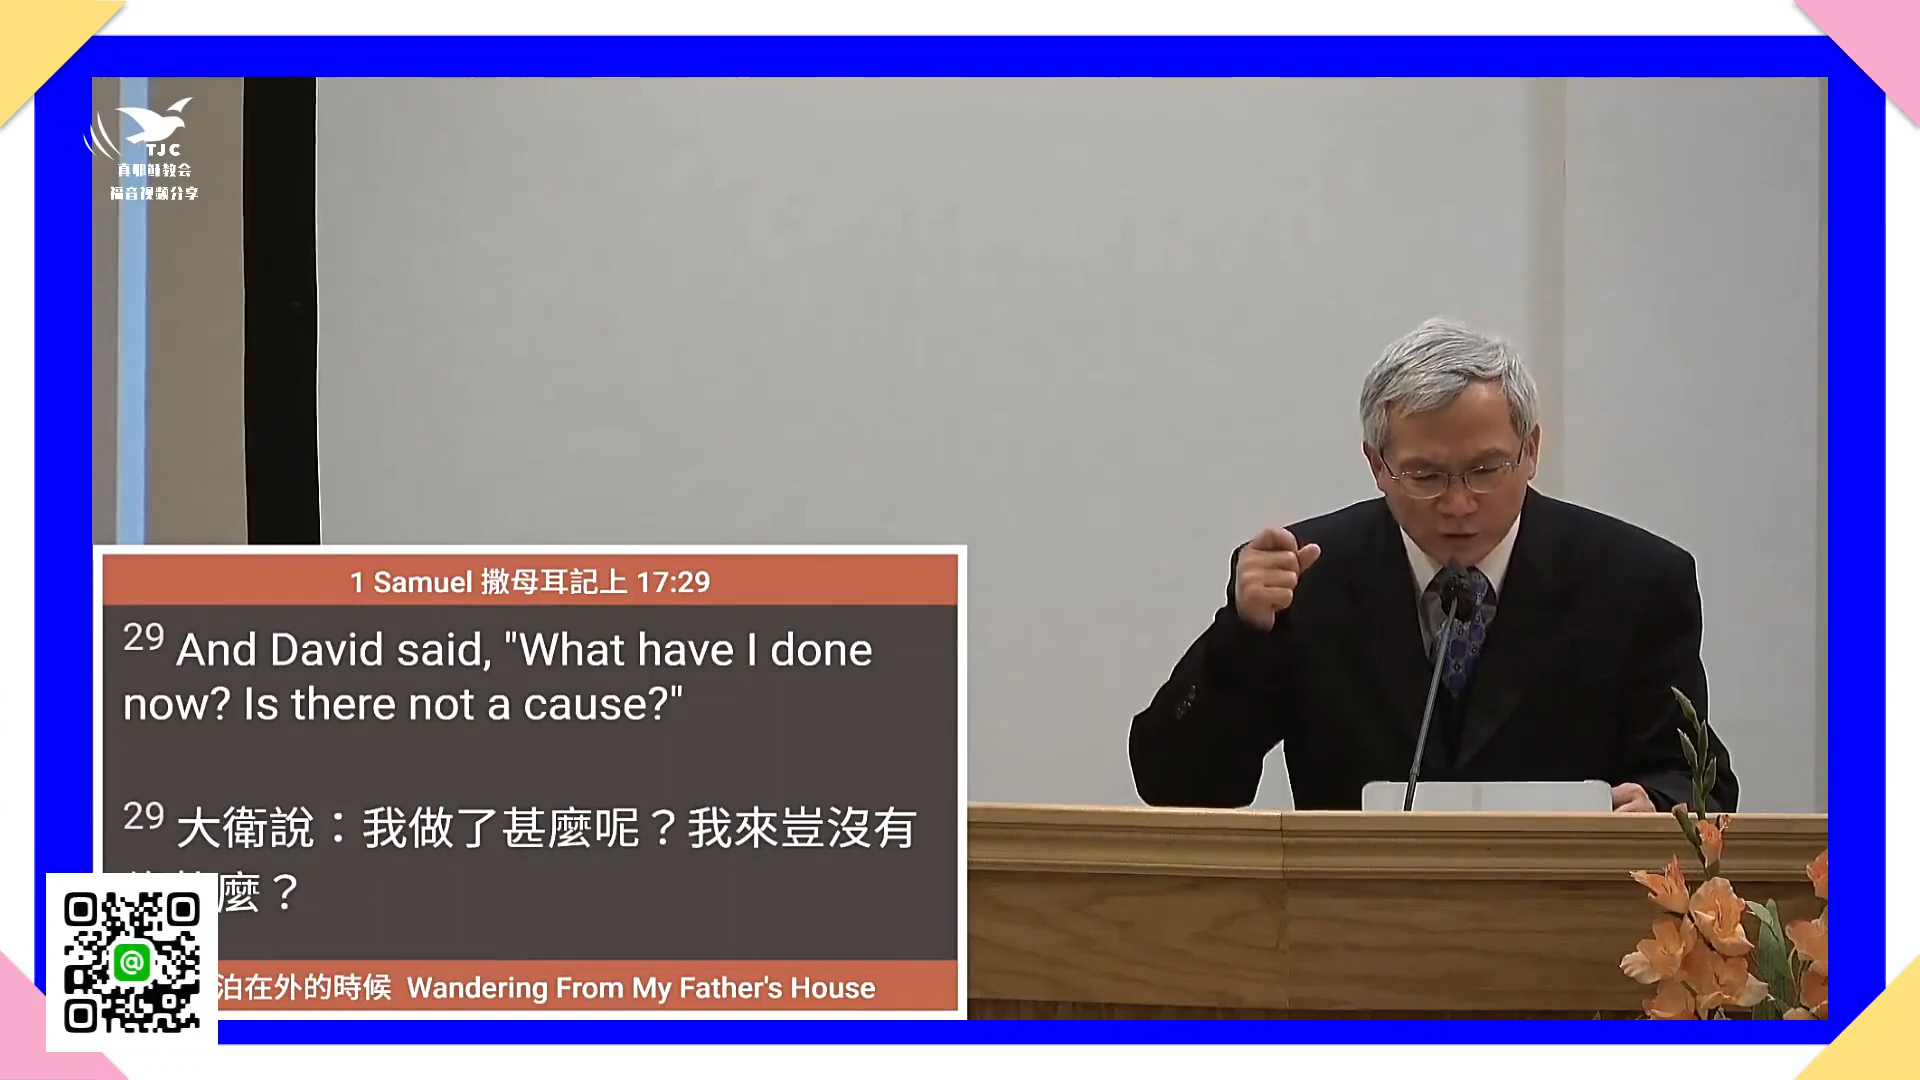 TJC
真耶穌教会
福音视频分享
1 Samuel 撒母耳記上 17:29
29 And David said, "What have I done
now? Is there not a cause?"
29 大衛說：我做了甚麼呢？我來豈沒有
麼？
泊在外的時候 Wandering From My Father's House